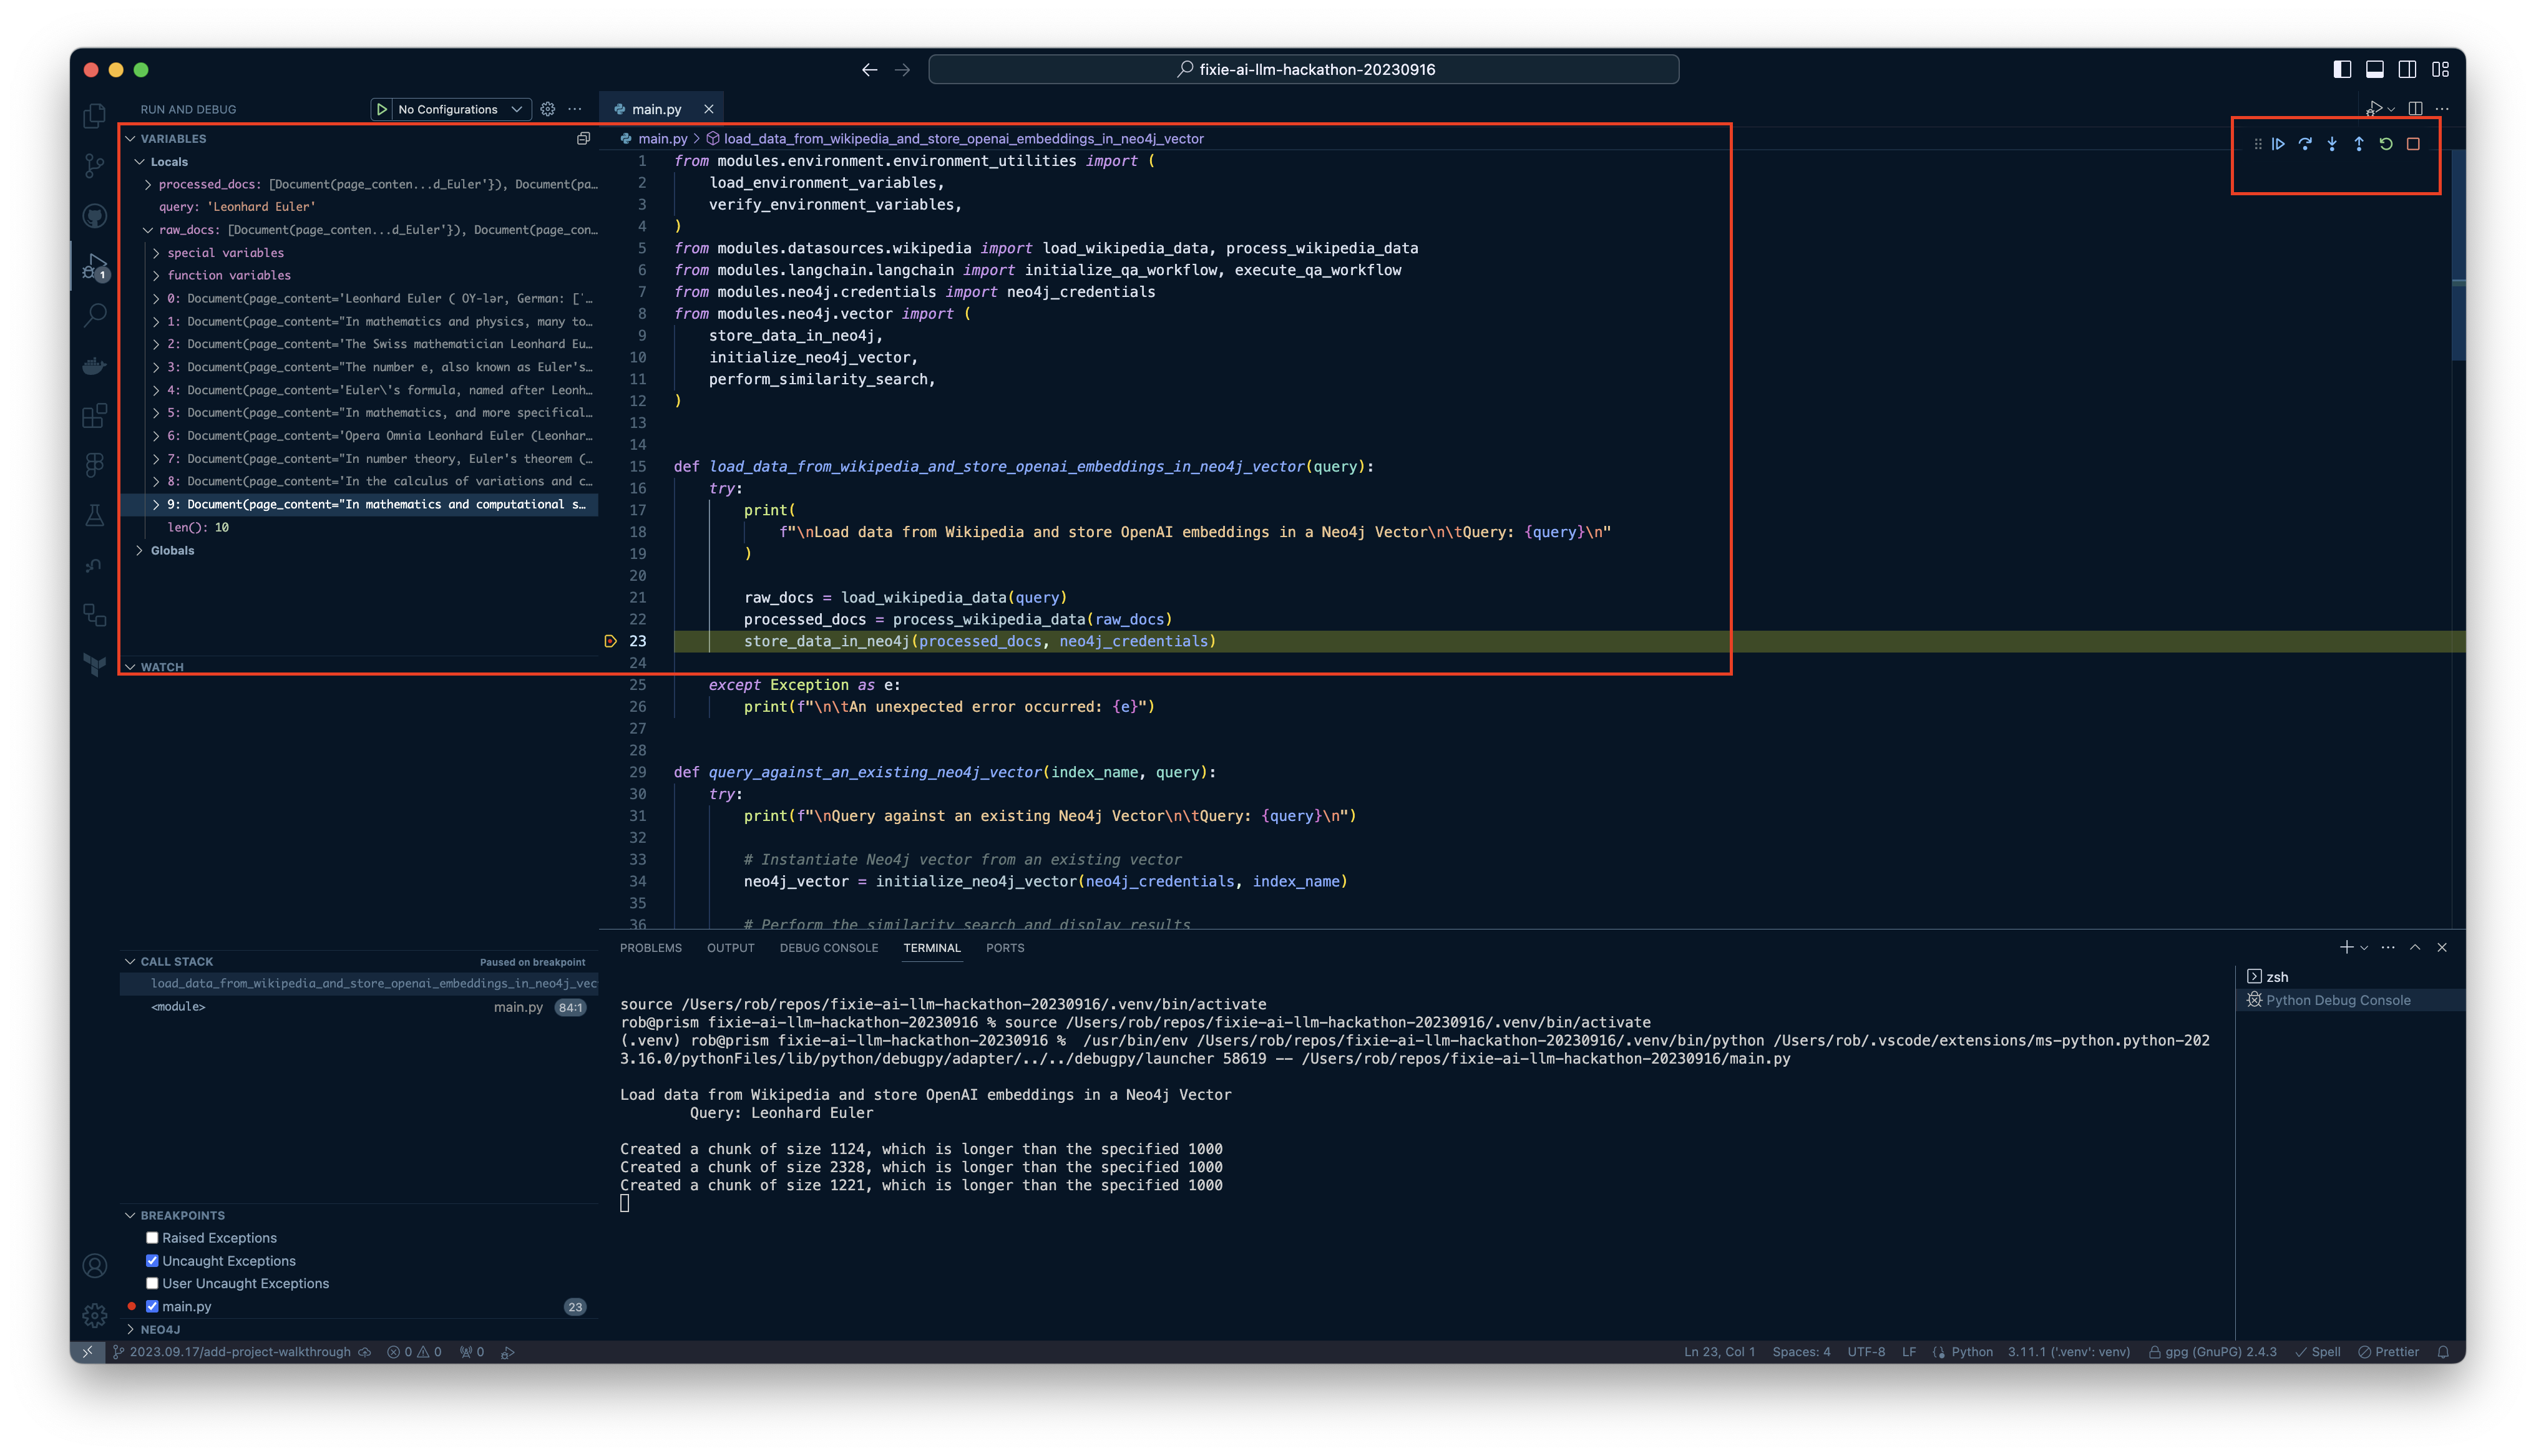 fixie-ai-llm-hackathon-20230916
RUN AND DEBUG
No Configurations
main.py
VARIABLES
Locals
processed_docs: [Document(page_conten...d_Euler'}), Document(pa…
query: 'Leonhard Euler'
raw_docs: [Document(page_conten...d_Euler'}), Document(page_con…
special variables
function variables
0: Document(page_content='Leonhard Euler ( OY-lər, German: [ˈ…
1: Document(page_content="In mathematics and physics, many to…
2: Document(page_content='The Swiss mathematician Leonhard Eu…
3: Document(page_content="The number e, also known as Euler's…
4: Document(page_content='Euler\'s formula, named after Leonh…
5: Document(page_content="In mathematics, and more specifical…
6: Document(page_content='Opera Omnia Leonhard Euler (Leonhar…
7: Document(page_content="In number theory, Euler's theorem (…
8: Document(page_content='In the calculus of variations and c…
9: Document(page_content="In mathematics and computational s…
len(): 10
Globals
WATCH
CALL STACK
Paused on breakpoint
load_data_from_wikipedia_and_store_openai_embeddings_in_neo4j_vec
<module> main.py 84:1
BREAKPOINTS
Raised Exceptions
Uncaught Exceptions
User Uncaught Exceptions
main.py 23
NEO4J
1
main.py > load_data_from_wikipedia_and_store_openai_embeddings_in_neo4j_vector
1 from modules.environment.environment_utilities import (
2 load_environment_variables,
3 verify_environment_variables,
4 )
5 from modules.datasources.wikipedia import load_wikipedia_data, process_wikipedia_data
6 from modules.langchain.langchain import initialize_qa_workflow, execute_qa_workflow
7 from modules.neo4j.credentials import neo4j_credentials
8 from modules.neo4j.vector import (
9 store_data_in_neo4j,
10 initialize_neo4j_vector,
11 perform_similarity_search,
12 )
13
14
15 def load_data_from_wikipedia_and_store_openai_embeddings_in_neo4j_vector(query):
16 try:
17 print(
18 f"\nLoad data from Wikipedia and store OpenAI embeddings in a Neo4j Vector\n\tQuery: {query}\n"
19 )
20
21 raw_docs = load_wikipedia_data(query)
22 processed_docs = process_wikipedia_data(raw_docs)
23 store_data_in_neo4j(processed_docs, neo4j_credentials)
24
25 except Exception as e:
26 print(f"\n\tAn unexpected error occurred: {e}")
27
28
29 def query_against_an_existing_neo4j_vector(index_name, query):
30 try:
31 print(f"\nQuery against an existing Neo4j Vector\n\tQuery: {query}\n")
32
33 # Instantiate Neo4j vector from an existing vector
34 neo4j_vector = initialize_neo4j_vector(neo4j_credentials, index_name)
35
36 # Perform the similarity search and display results
PROBLEMS OUTPUT DEBUG CONSOLE TERMINAL PORTS
source /Users/rob/repos/fixie-ai-llm-hackathon-20230916/.venv/bin/activate
rob@prism fixie-ai-llm-hackathon-20230916 % source /Users/rob/repos/fixie-ai-llm-hackathon-20230916/.venv/bin/activate
(.venv) rob@prism fixie-ai-llm-hackathon-20230916 %  /usr/bin/env /Users/rob/repos/fixie-ai-llm-hackathon-20230916/.venv/bin/python /Users/rob/.vscode/extensions/ms-python.python-202
3.16.0/pythonFiles/lib/python/debugpy/adapter/../../debugpy/launcher 58619 -- /Users/rob/repos/fixie-ai-llm-hackathon-20230916/main.py
Load data from Wikipedia and store OpenAI embeddings in a Neo4j Vector
Query: Leonhard Euler
Created a chunk of size 1124, which is longer than the specified 1000
Created a chunk of size 2328, which is longer than the specified 1000
Created a chunk of size 1221, which is longer than the specified 1000
zsh
Python Debug Console
2023.09.17/add-project-walkthrough 0 0 0 Ln 23, Col 1 Spaces: 4 UTF-8 LF Python 3.11.1 ('.venv': venv) gpg (GnuPG) 2.4.3 Spell Prettier